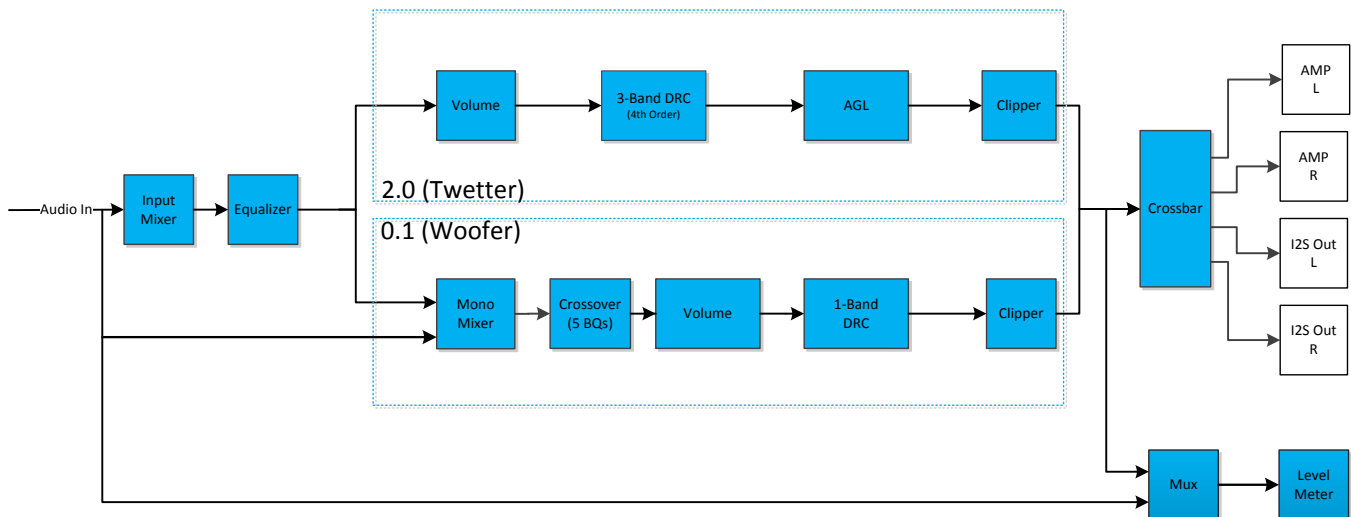 Audio In
Input
Mixer
Equalizer
2.0 (Twetter)
Volume
3-Band DRC
(4th Order)
AGL
Clipper
0.1 (Woofer)
Mono
Mixer
Crossover
(5 BQs)
Volume
1-Band
DRC
Clipper
Crossbar
AMP
L
AMP
R
I2S Out
L
I2S Out
R
Mux
Level
Meter